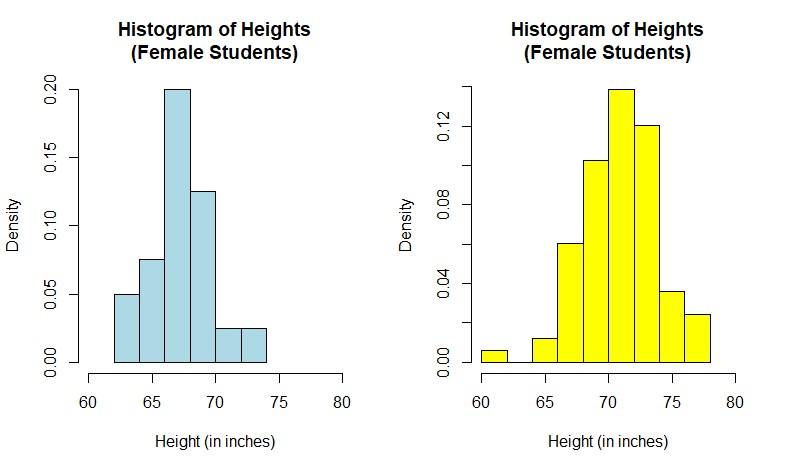 Histogram of Heights
(Female Students)
Density
0.20
0.15
0.10
0.05
0.00
60 65 70 75 80
Height (in inches)
Histogram of Heights
(Female Students)
Density
0.12
0.08
0.04
0.00
60 65 70 75 80
Height (in inches)